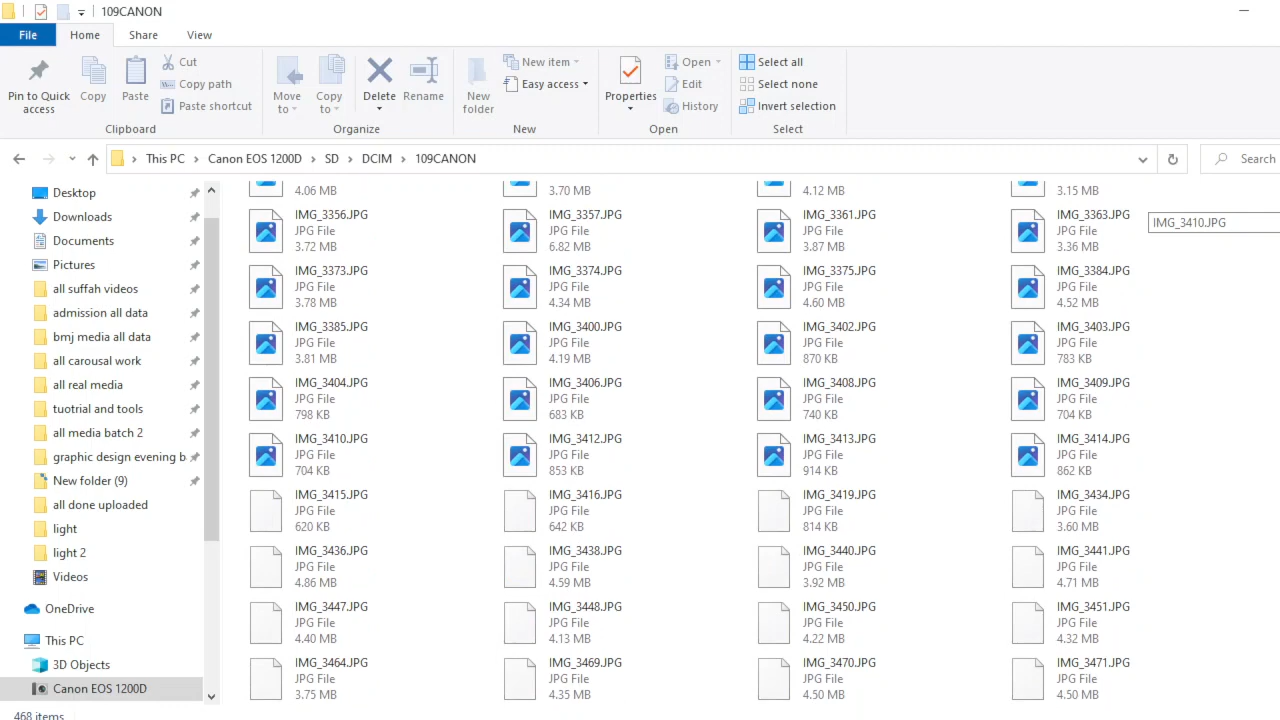 109CANON
File Home Share View
Pin to Quick access
Copy
Paste
Cut
Copy path
Paste shortcut
Clipboard
Move to
Copy to
Delete
Rename
Organize
New folder
New item
Easy access
New
Properties
Open
Edit
History
Open
Select all
Select none
Invert selection
Select
This PC > Canon EOS 1200D > SD > DCIM > 109CANON
Search
Desktop
Downloads
Documents
Pictures
all suffah videos
admission all data
bmj media all data
all carousal work
all real media
tuotrial and tools
all media batch 2
graphic design evening b
New folder (9)
all done uploaded
light
light 2
Videos
OneDrive
This PC
3D Objects
Canon EOS 1200D
468 items
4.06 MB 3.70 MB 4.12 MB 3.15 MB
IMG_3356.JPG IMG_3357.JPG IMG_3361.JPG IMG_3363.JPG
JPG File JPG File JPG File JPG File
3.72 MB 6.82 MB 3.87 MB 3.36 MB
IMG_3410.JPG
IMG_3373.JPG IMG_3374.JPG IMG_3375.JPG IMG_3384.JPG
JPG File JPG File JPG File JPG File
3.78 MB 4.34 MB 4.60 MB 4.52 MB
IMG_3385.JPG IMG_3400.JPG IMG_3402.JPG IMG_3403.JPG
JPG File JPG File JPG File JPG File
3.81 MB 4.19 MB 870 KB 783 KB
IMG_3404.JPG IMG_3406.JPG IMG_3408.JPG IMG_3409.JPG
JPG File JPG File JPG File JPG File
798 KB 683 KB 740 KB 704 KB
IMG_3410.JPG IMG_3412.JPG IMG_3413.JPG IMG_3414.JPG
JPG File JPG File JPG File JPG File
704 KB 853 KB 914 KB 862 KB
IMG_3415.JPG IMG_3416.JPG IMG_3419.JPG IMG_3434.JPG
JPG File JPG File JPG File JPG File
620 KB 642 KB 814 KB 3.60 MB
IMG_3436.JPG IMG_3438.JPG IMG_3440.JPG IMG_3441.JPG
JPG File JPG File JPG File JPG File
4.86 MB 4.59 MB 3.92 MB 4.71 MB
IMG_3447.JPG IMG_3448.JPG IMG_3450.JPG IMG_3451.JPG
JPG File JPG File JPG File JPG File
4.40 MB 4.13 MB 4.22 MB 4.32 MB
IMG_3464.JPG IMG_3469.JPG IMG_3470.JPG IMG_3471.JPG
JPG File JPG File JPG File JPG File
3.75 MB 4.35 MB 4.50 MB 4.50 MB